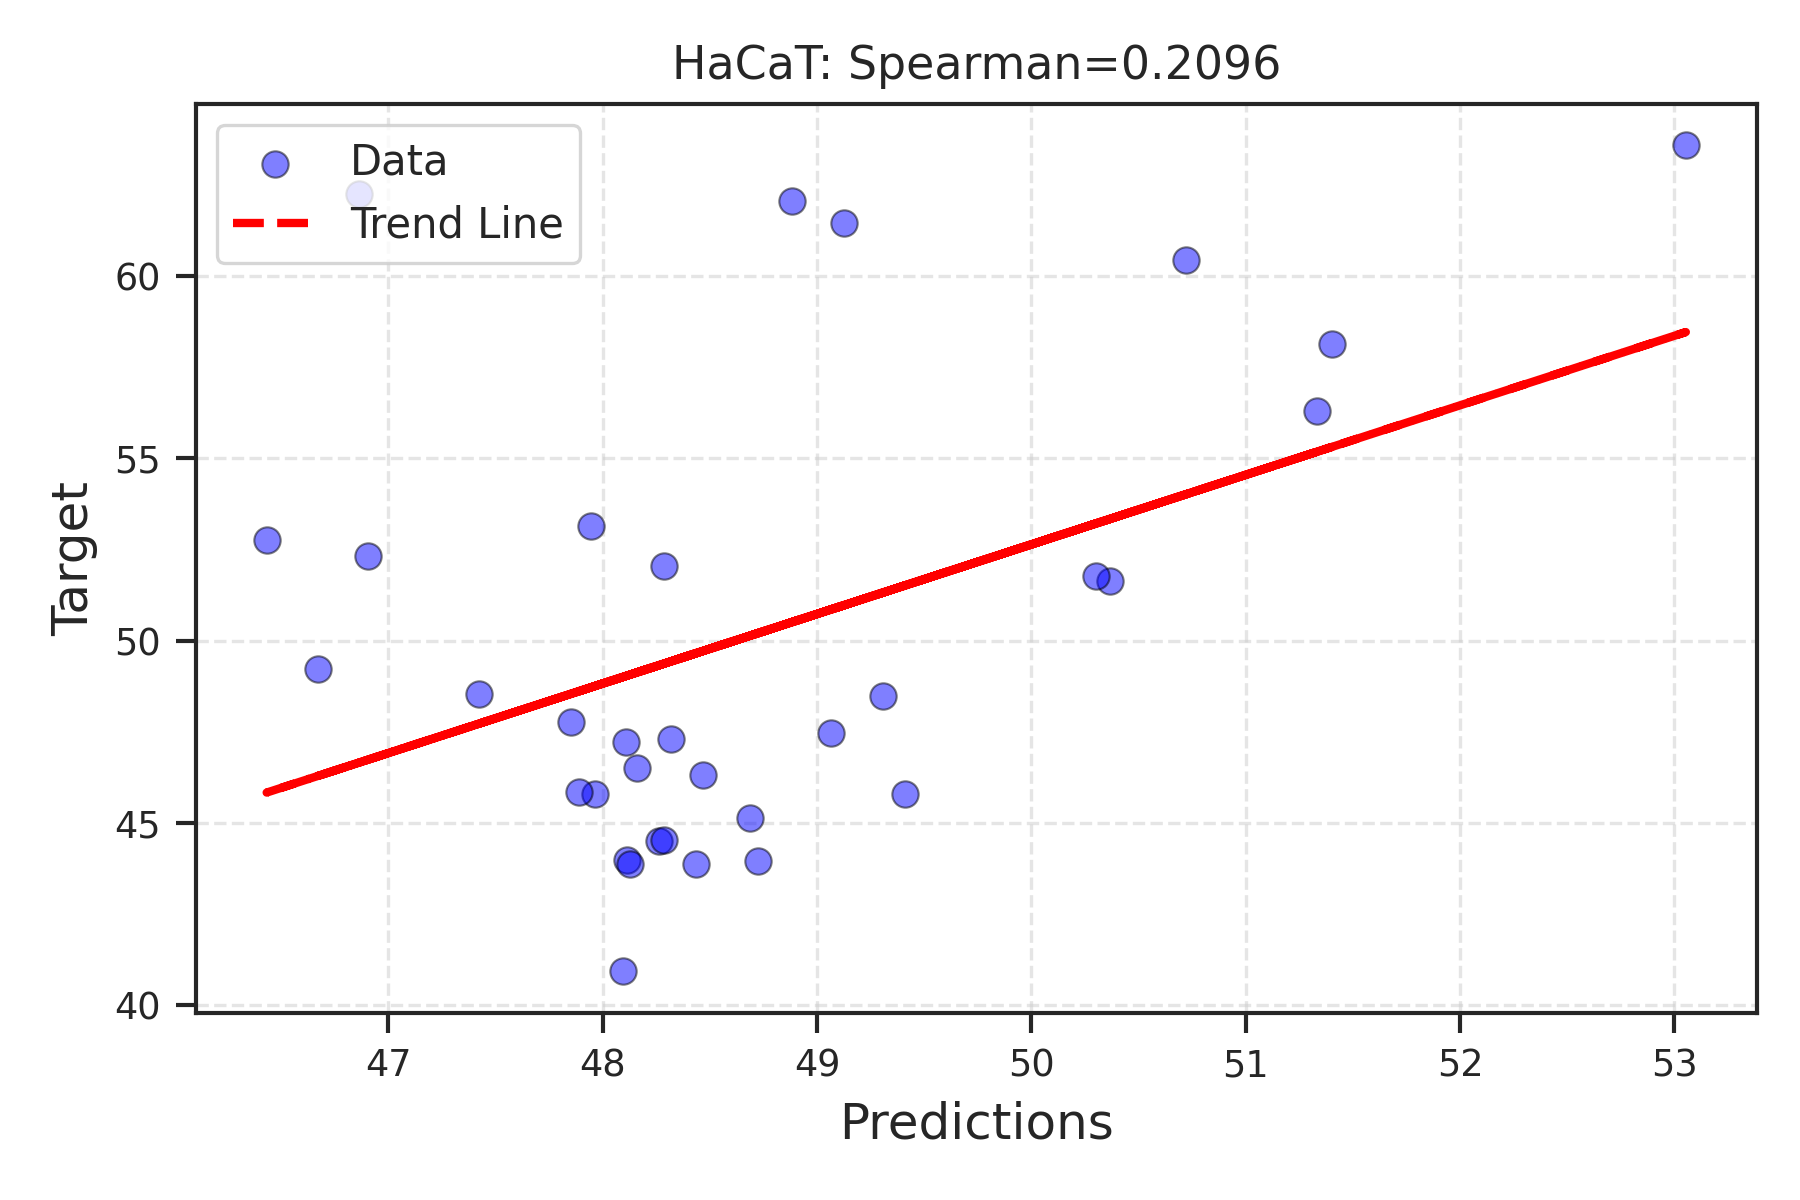 HaCaT: Spearman=0.2096
Data
Trend Line
Target
60
55
50
45
40
47 48 49 50 51 52 53
Predictions